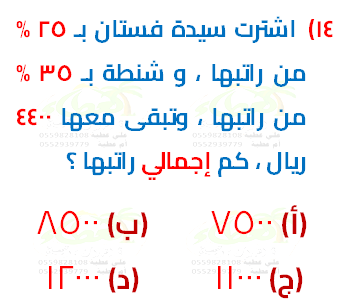 ١٤) اشترت سيدة فستان بـ ٢٥ %
من راتبها ، و شنطة بـ ٣٥ %
من راتبها ، وتبقى معها ٤٤٠٠
ريال ، كم إجمالي راتبها ؟
(أ) ٧٥٠٠ (ب) ٨٥٠٠
(ج) ١١٠٠٠ (د) ١٢٠٠٠